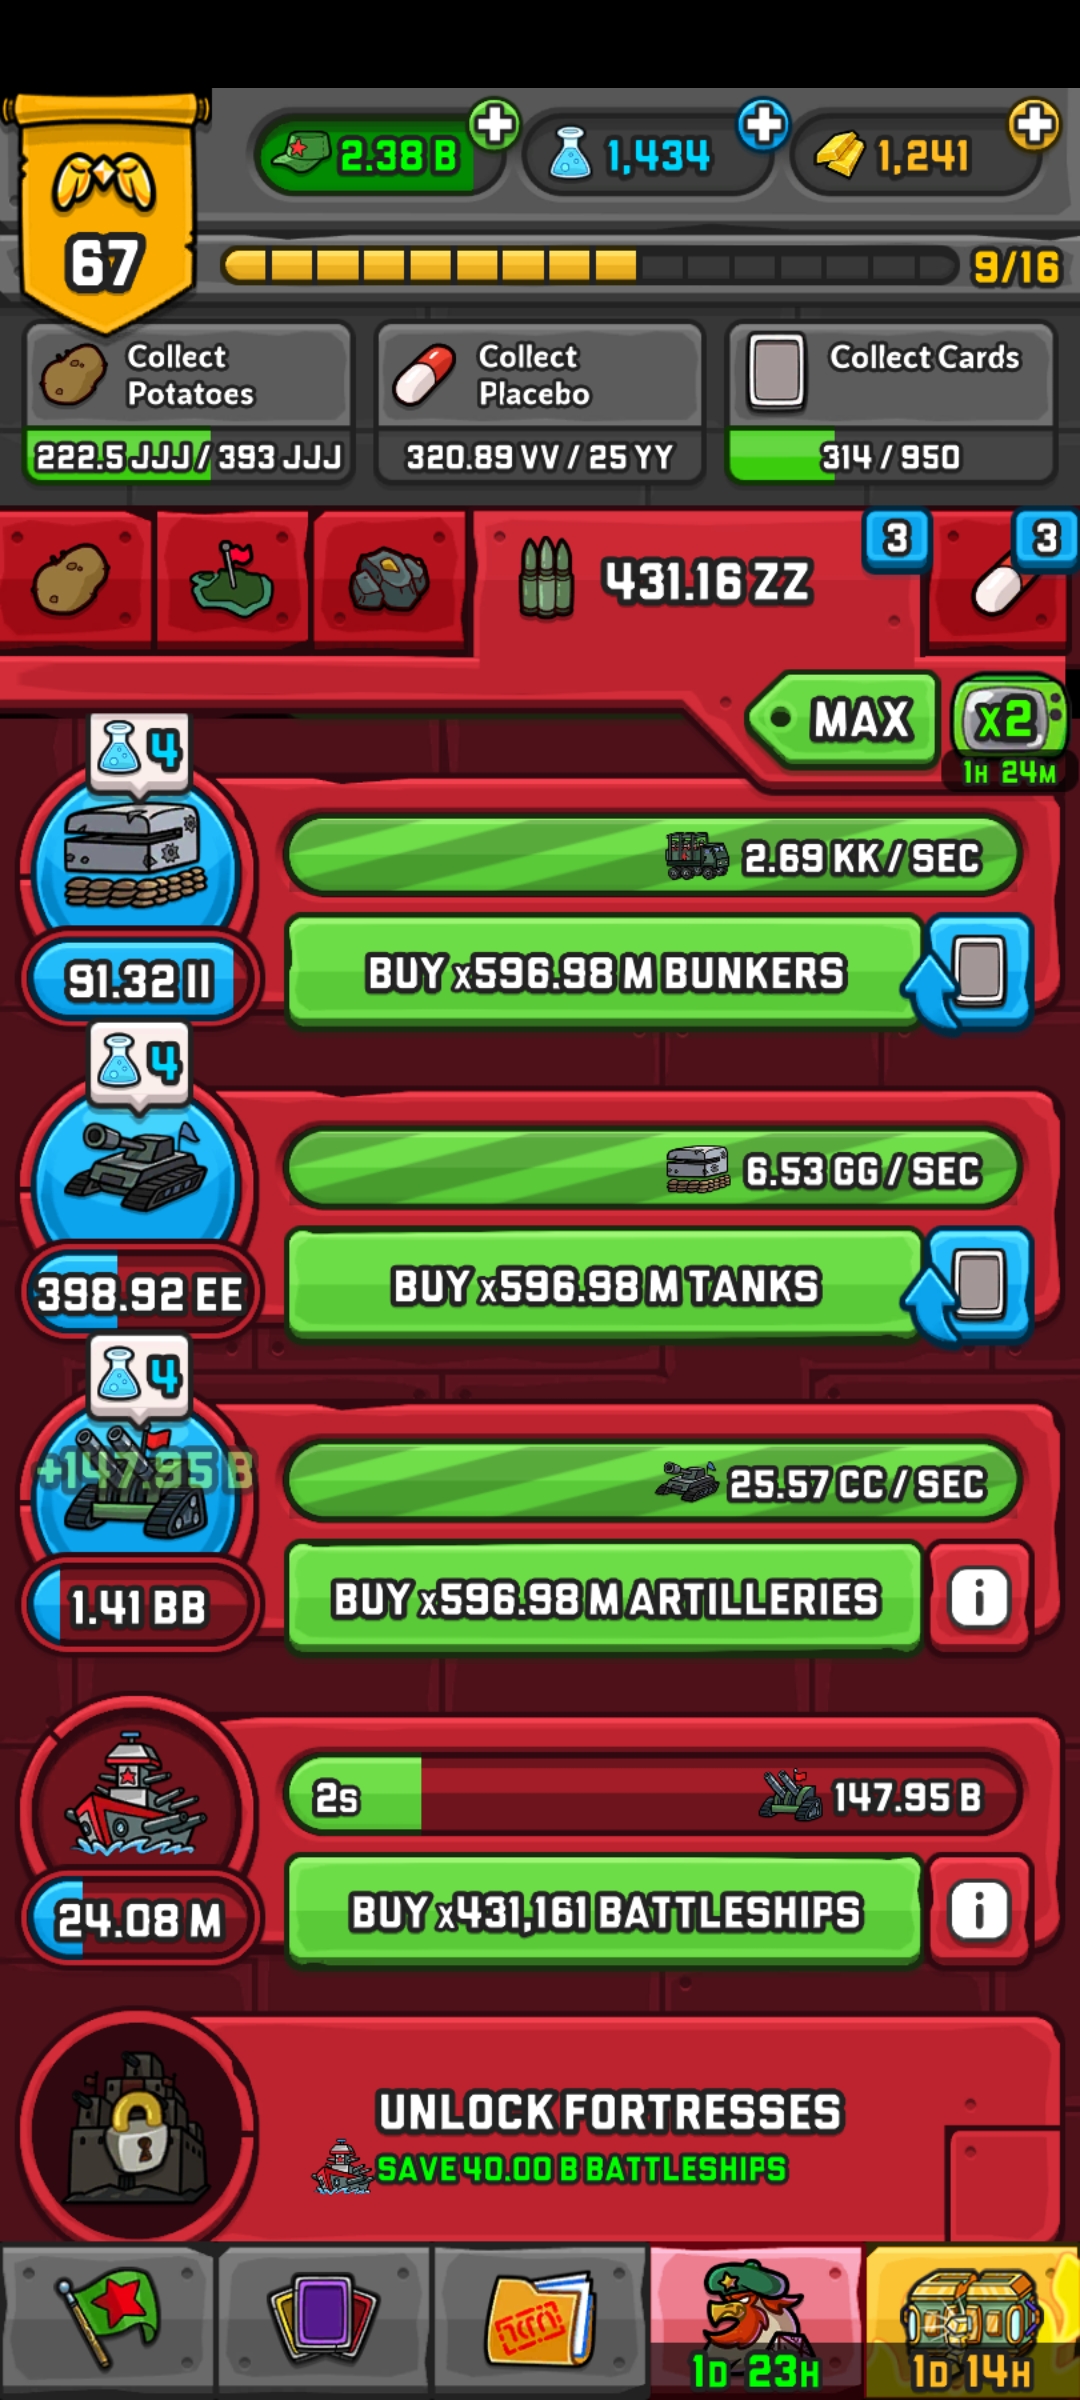 67
2.38 B
1,434
1,241
9/16
Collect Potatoes
222.5 JJJ / 393 JJJ
Collect Placebo
320.89 VV / 25 YY
Collect Cards
314 / 950
431.16 ZZ
3
3
MAX
x2
1H 24M
4
2.69 KK / SEC
91.32 II
BUY x596.98 M BUNKERS
4
6.53 GG / SEC
398.92 EE
BUY x596.98 M TANKS
4
+147.95 B
25.57 CC / SEC
1.41 BB
BUY x596.98 M ARTILLERIES
i
2s
147.95 B
24.08 M
BUY x431,161 BATTLESHIPS
i
UNLOCK FORTRESSES
SAVE 40.00 B BATTLESHIPS
1D 23H
1D 14H